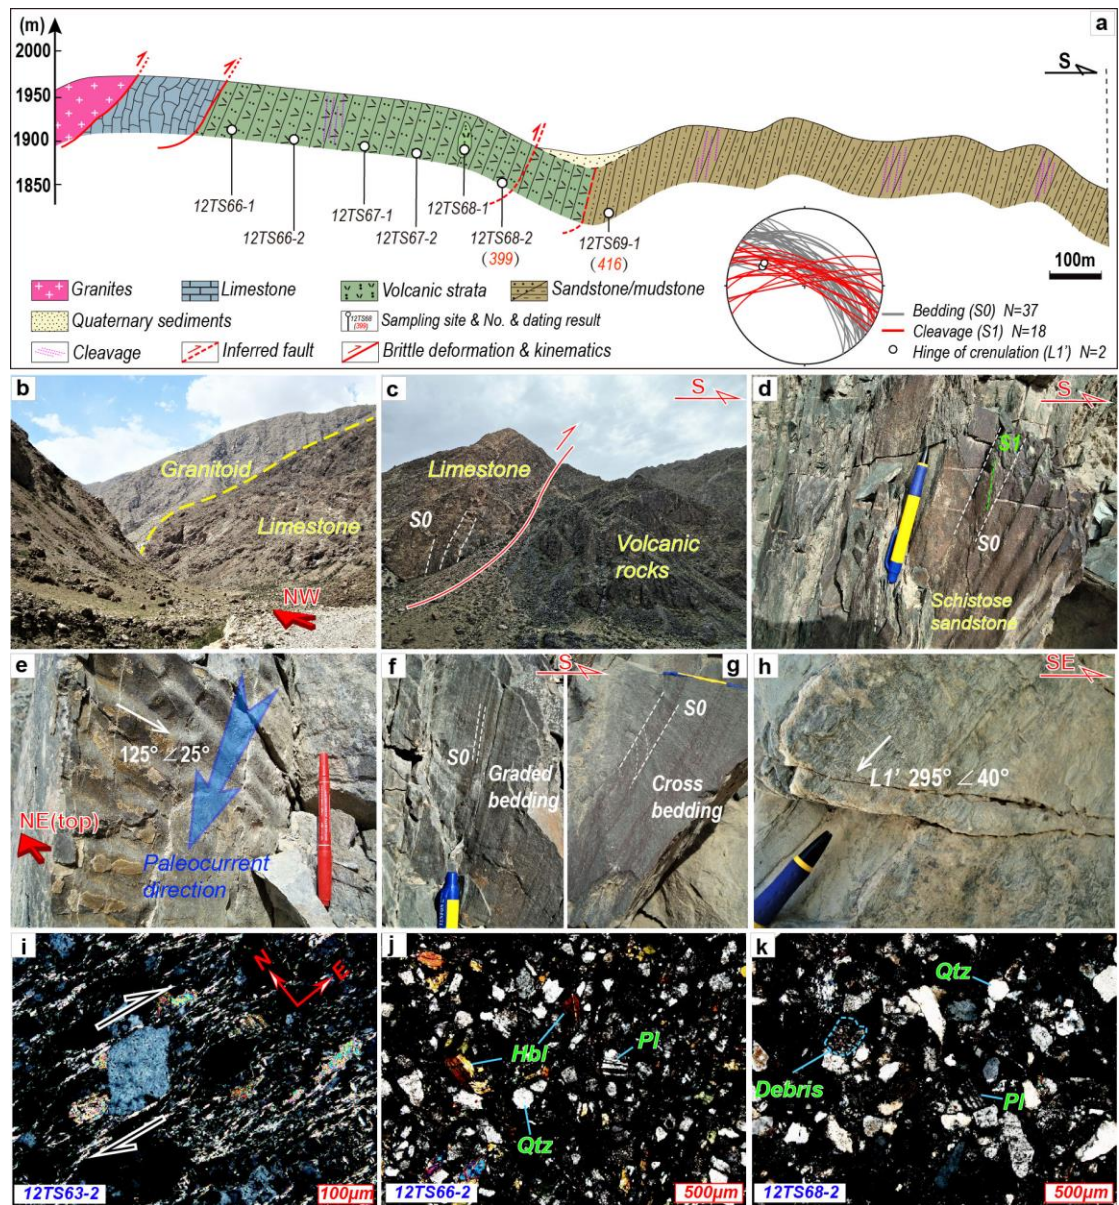 (m)
a
2000
1950
1900
1850
S
12TS66-1
12TS66-2
12TS67-1
12TS67-2
12TS68-1
12TS68-2
(399)
12TS69-1
(416)
100m
Granites
Limestone
Volcanic strata
Sandstone/mudstone
Quaternary sediments
12TS68
(399)
Sampling site & No. & dating result
Cleavage
Inferred fault
Brittle deformation & kinematics
Bedding (S0) N=37
Cleavage (S1) N=18
Hinge of crenulation (L1') N=2
b
Granitoid
Limestone
NW
c
S
Limestone
S0
Volcanic
rocks
d
S
S1
S0
Schistose
sandstone
e
125° ∠25°
NE(top)
Paleocurrent
direction
f
S
S0
Graded
bedding
g
S0
Cross
bedding
h
SE
L1' 295° ∠40°
i
N
E
12TS63-2
100μm
j
Hbl
Pl
Qtz
12TS66-2
500μm
k
Qtz
Debris
Pl
12TS68-2
500μm